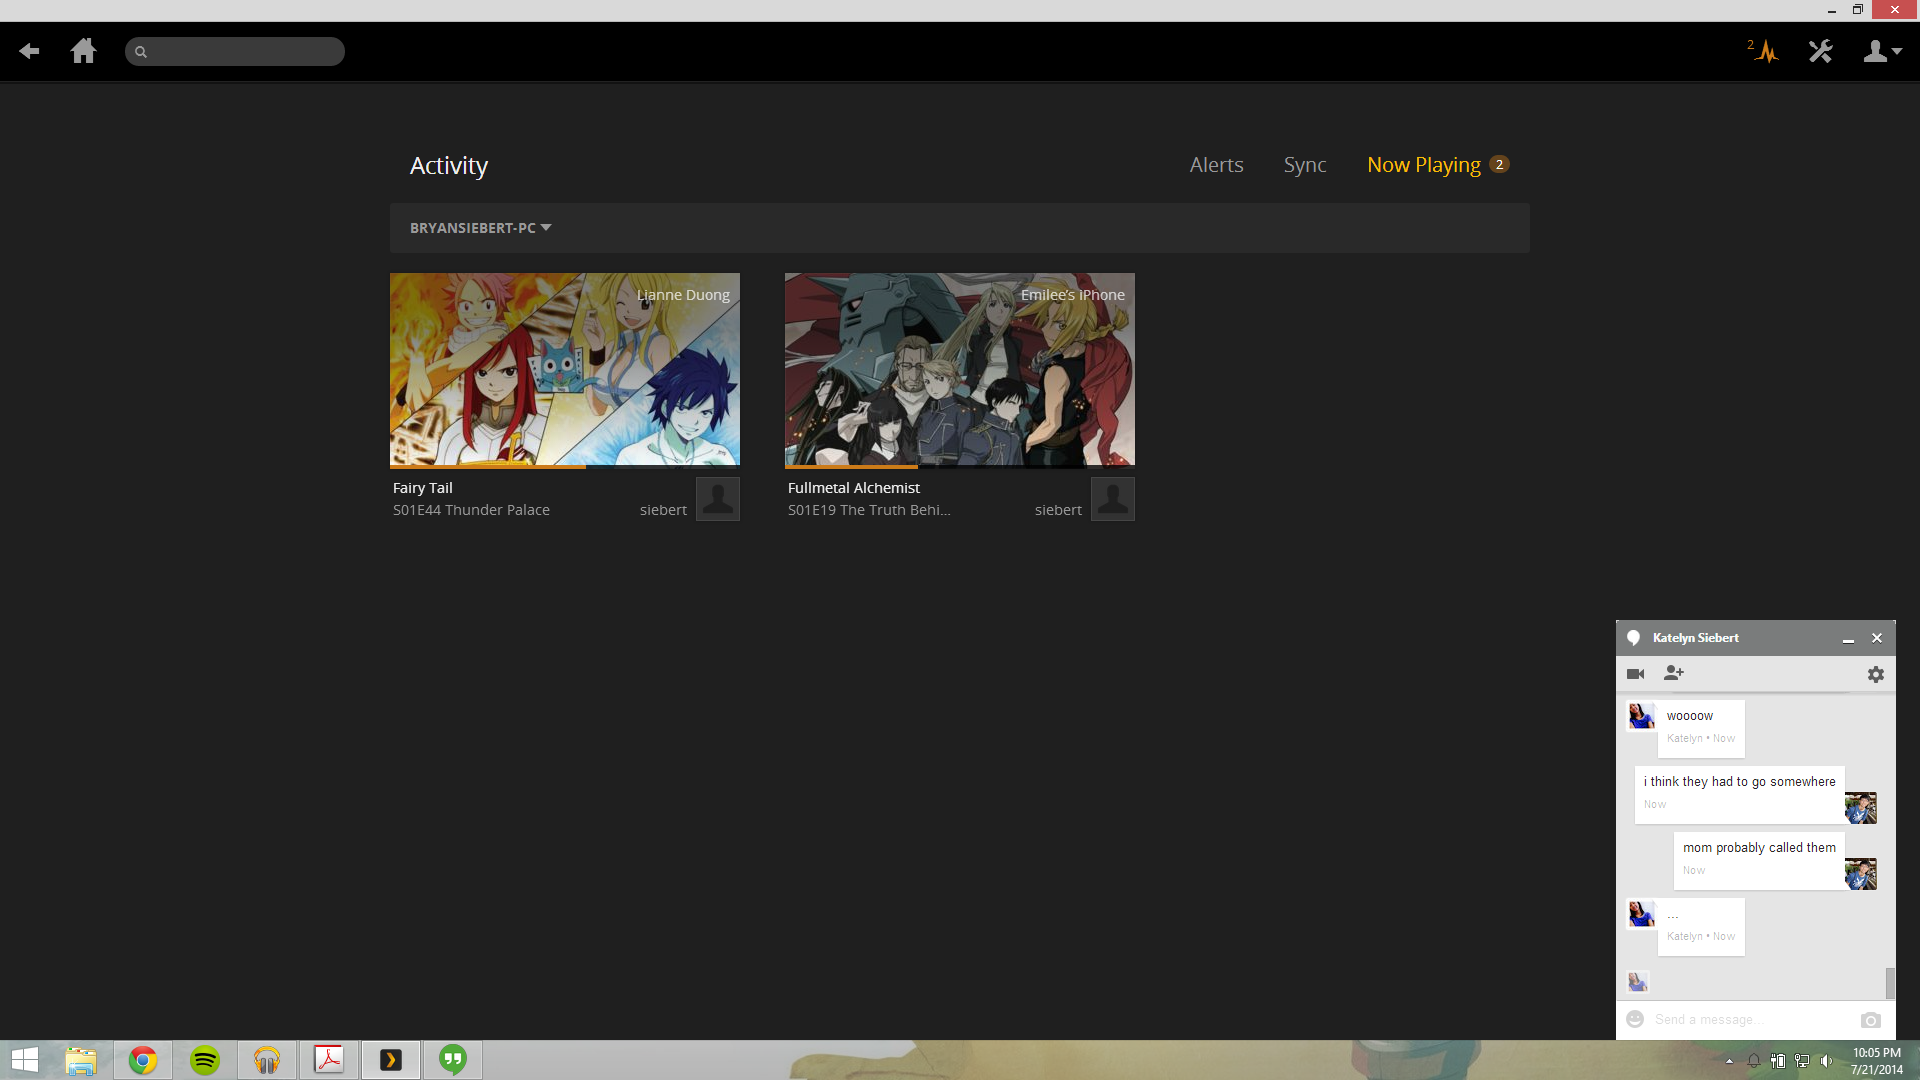 2
Activity
Alerts
Sync
Now Playing 2
BRYANSIEBERT-PC
Lianne Duong
Fairy Tail
S01E44 Thunder Palace
siebert
Emilee's iPhone
Fullmetal Alchemist
S01E19 The Truth Behi...
siebert
Katelyn Siebert
woooow
Katelyn • Now
i think they had to go somewhere
Now
mom probably called them
Now
...
Katelyn • Now
Send a message...
10:05 PM
7/21/2014